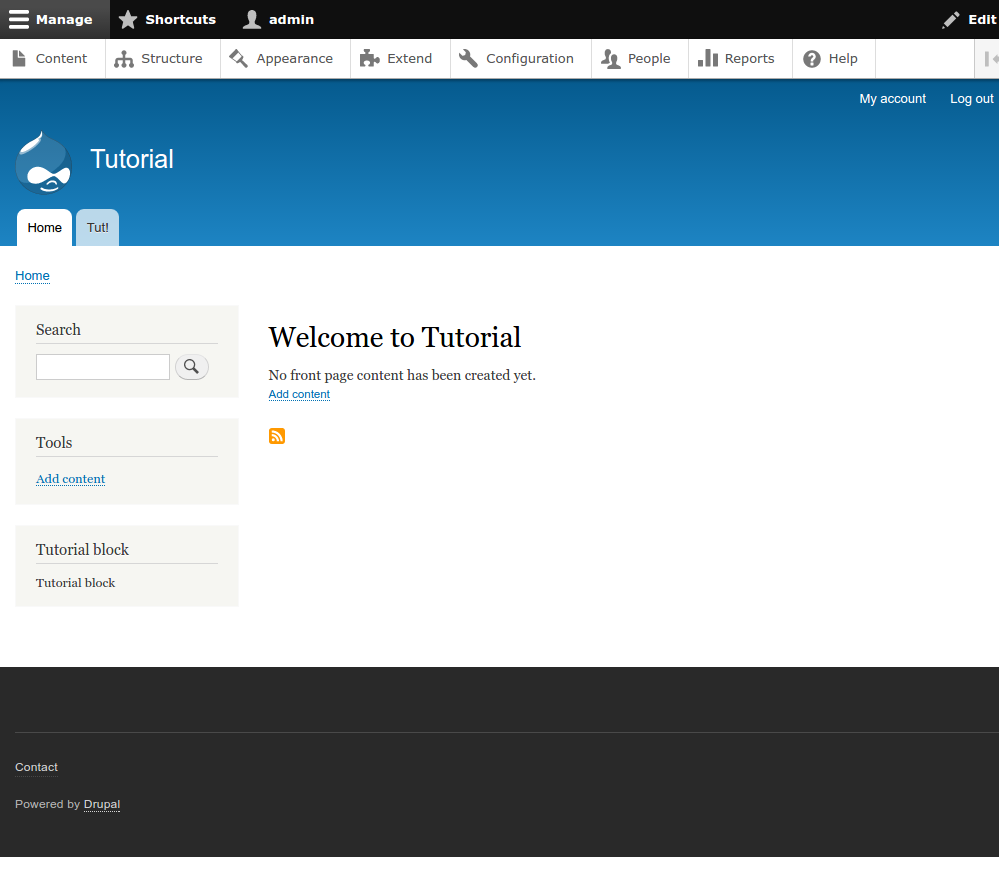 Manage Shortcuts admin Edit
Content Structure Appearance Extend Configuration People Reports Help
My account Log out
Tutorial
Home Tut!
Home
Search
Welcome to Tutorial
No front page content has been created yet.
Add content
Tools
Add content
Tutorial block
Tutorial block
Contact
Powered by Drupal